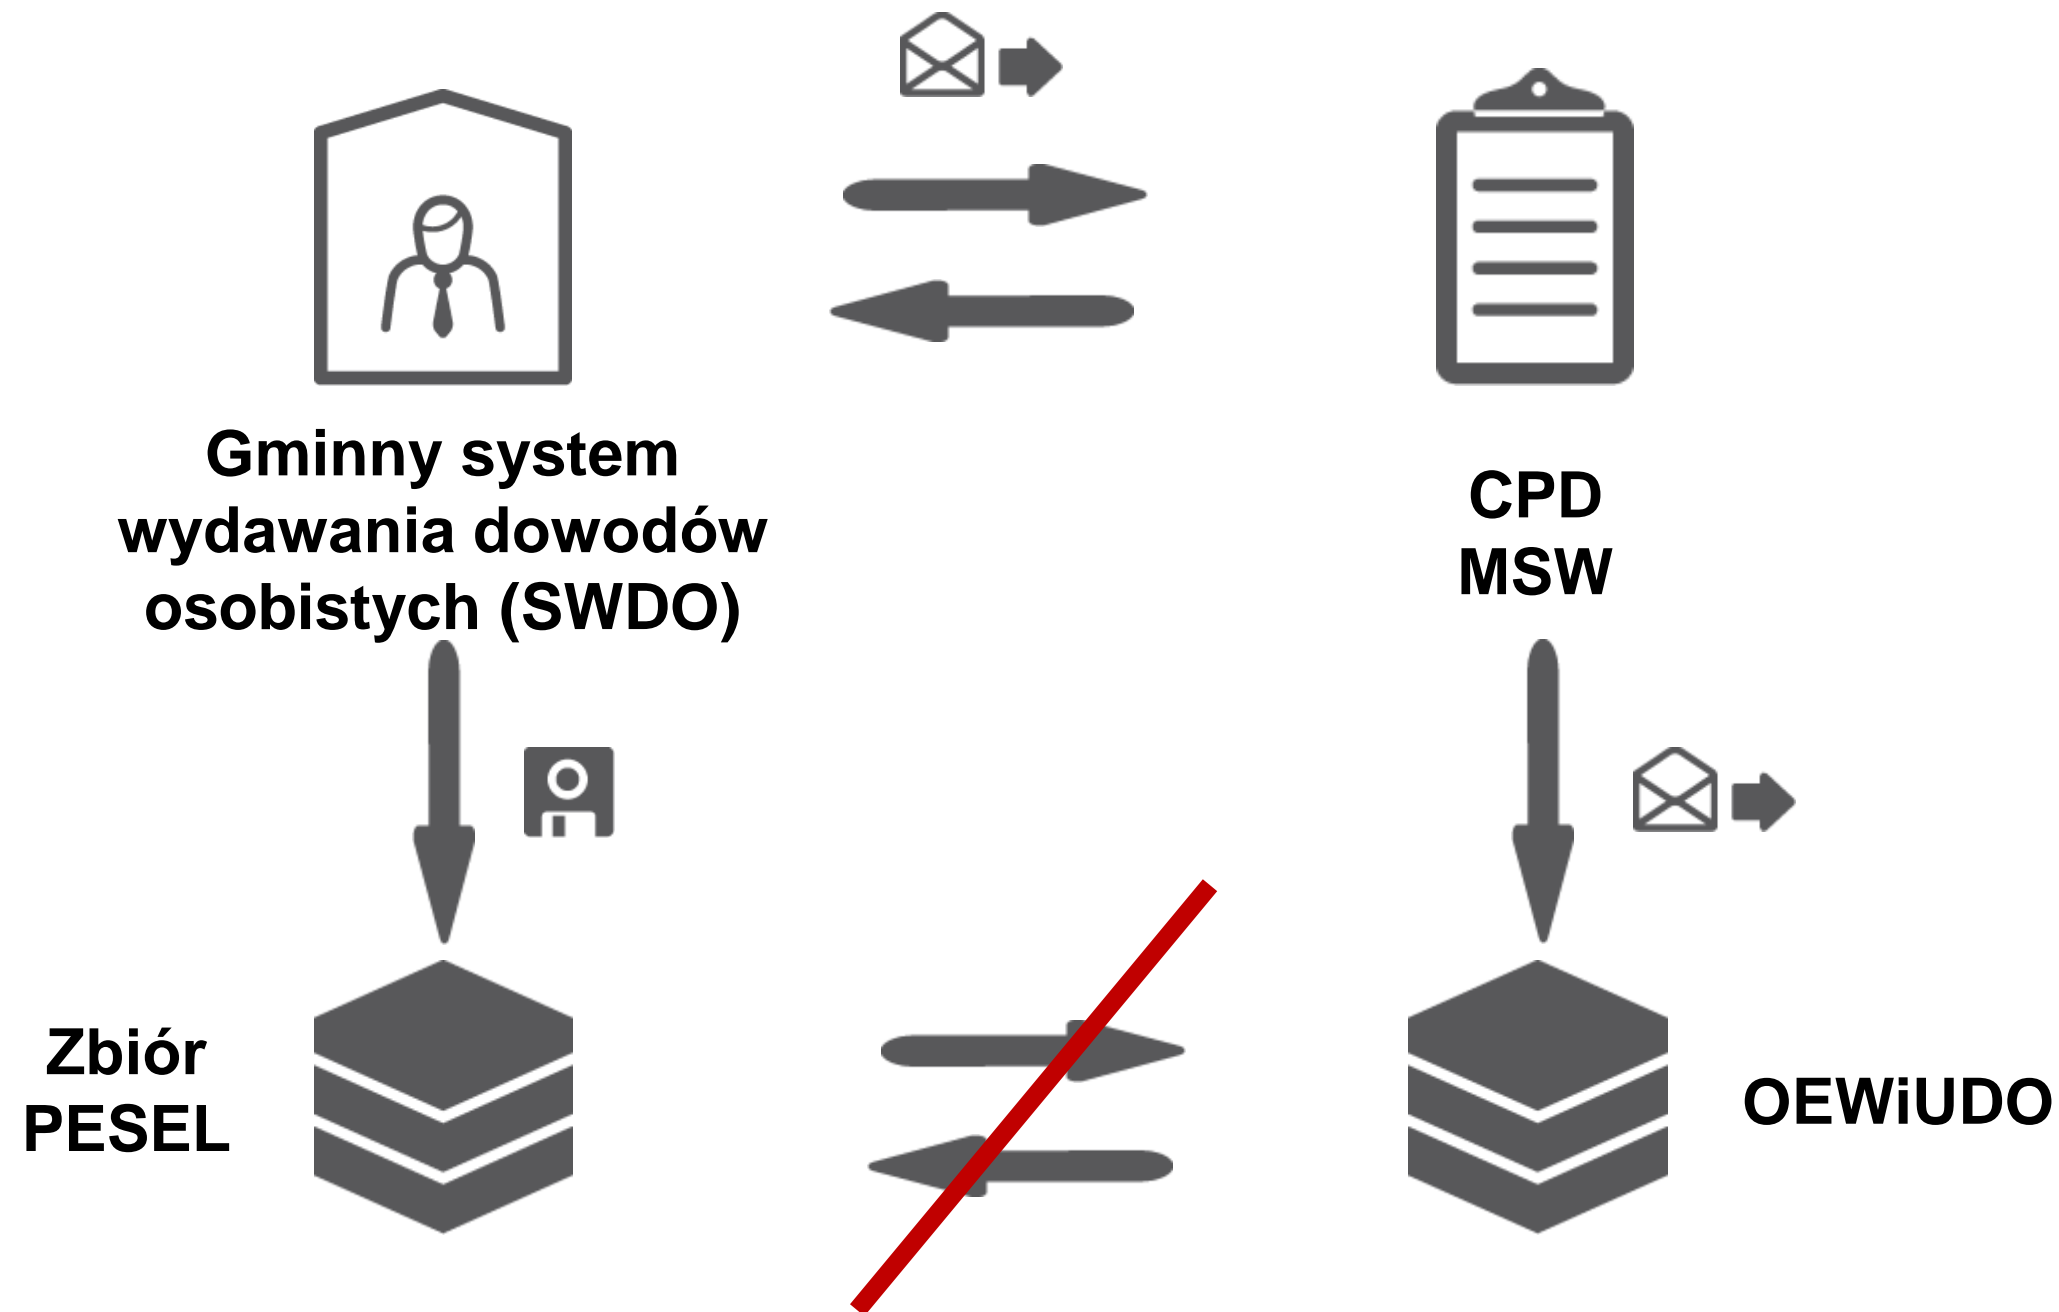 Gminny system
wydawania dowodów
osobistych (SWDO)
CPD
MSW
Zbiór
PESEL
OEWiUDO